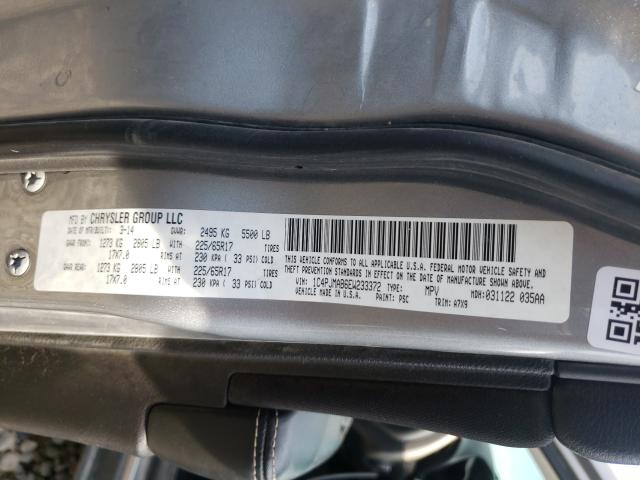 MFD BY CHRYSLER GROUP LLC
DATE OF MFR/BUILT: 3-14 GVWR: 2495 KG 5500 LB
GAWR FRONT: 1273 KG 2805 LB WITH 225/65R17 TIRES
17X7.0 RIMS AT 230 KPA ( 33 PSI) COLD
GAWR REAR: 1273 KG 2805 LB WITH 225/65R17 TIRES
17X7.0 RIMS AT 230 KPA ( 33 PSI) COLD
THIS VEHICLE CONFORMS TO ALL APPLICABLE U.S.A. FEDERAL MOTOR VEHICLE SAFETY, BUMPER, AND
THEFT PREVENTION STANDARDS IN EFFECT ON THE DATE OF MANUFACTURE SHOWN ABOVE.
VIN: 1C4PJMAB6EW233372 TYPE: MPV MDH: 031122 035AA
MADE IN U.S.A. PAINT: PSC TRIM: A7X9